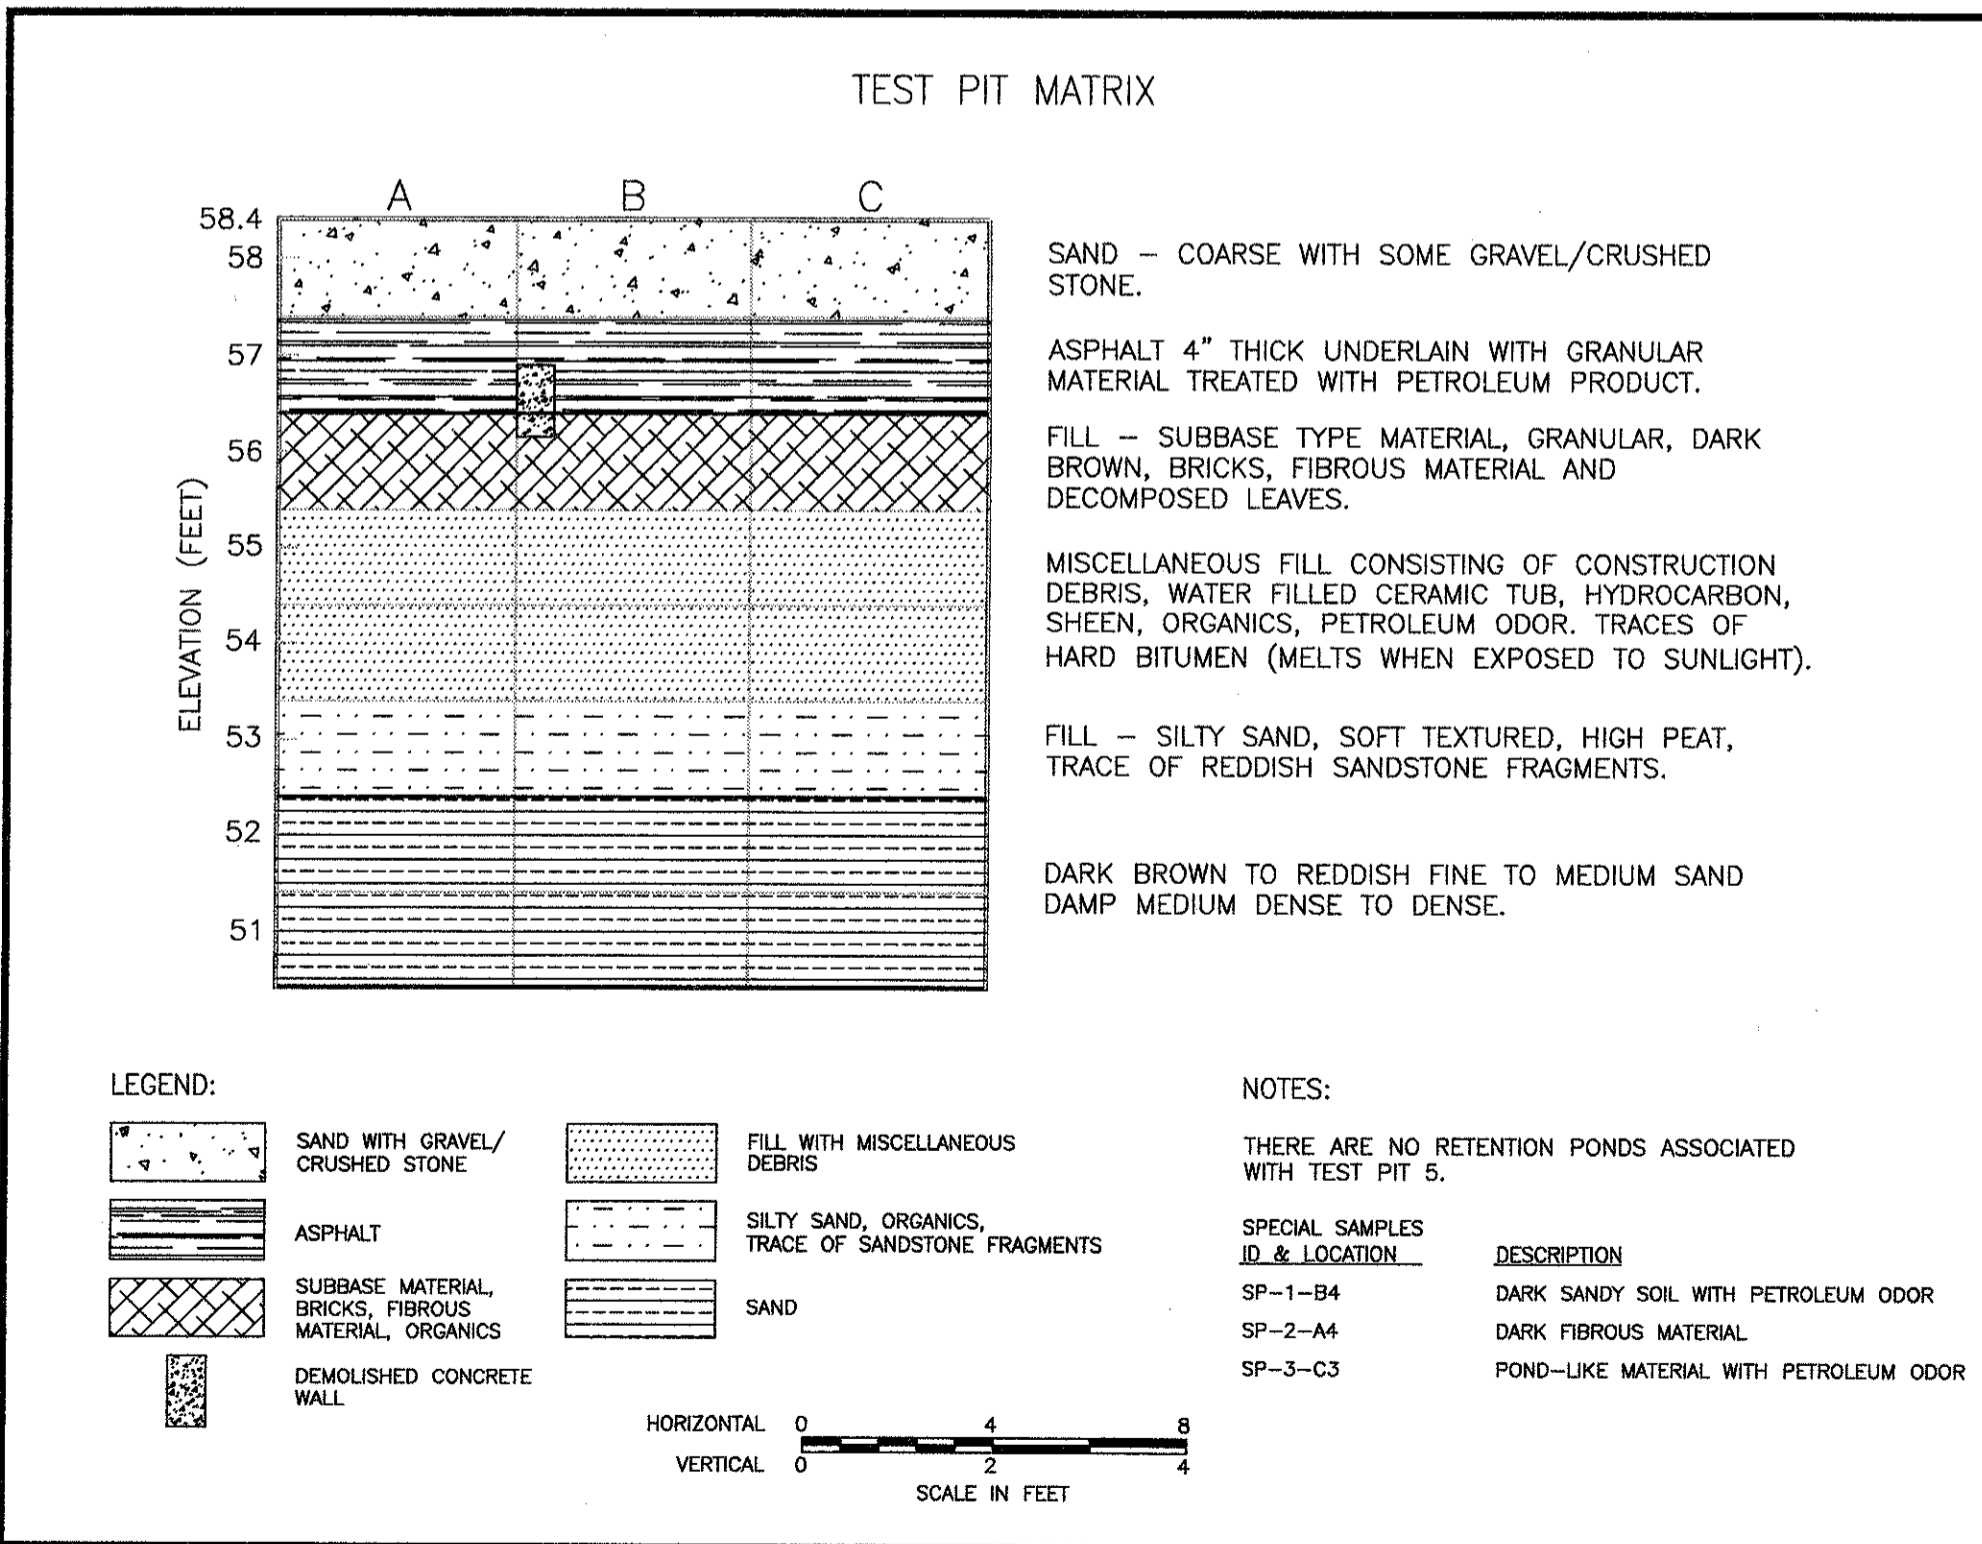 TEST PIT MATRIX
A B C
58.4
58
57
56
55
54
53
52
51
ELEVATION (FEET)
SAND – COARSE WITH SOME GRAVEL/CRUSHED
STONE.
ASPHALT 4" THICK UNDERLAIN WITH GRANULAR
MATERIAL TREATED WITH PETROLEUM PRODUCT.
FILL – SUBBASE TYPE MATERIAL, GRANULAR, DARK
BROWN, BRICKS, FIBROUS MATERIAL AND
DECOMPOSED LEAVES.
MISCELLANEOUS FILL CONSISTING OF CONSTRUCTION
DEBRIS, WATER FILLED CERAMIC TUB, HYDROCARBON,
SHEEN, ORGANICS, PETROLEUM ODOR. TRACES OF
HARD BITUMEN (MELTS WHEN EXPOSED TO SUNLIGHT).
FILL – SILTY SAND, SOFT TEXTURED, HIGH PEAT,
TRACE OF REDDISH SANDSTONE FRAGMENTS.
DARK BROWN TO REDDISH FINE TO MEDIUM SAND
DAMP MEDIUM DENSE TO DENSE.
LEGEND:
SAND WITH GRAVEL/
CRUSHED STONE
ASPHALT
SUBBASE MATERIAL,
BRICKS, FIBROUS
MATERIAL, ORGANICS
DEMOLISHED CONCRETE
WALL
FILL WITH MISCELLANEOUS
DEBRIS
SILTY SAND, ORGANICS,
TRACE OF SANDSTONE FRAGMENTS
SAND
HORIZONTAL 0 4 8
VERTICAL 0 2 4
SCALE IN FEET
NOTES:
THERE ARE NO RETENTION PONDS ASSOCIATED
WITH TEST PIT 5.
SPECIAL SAMPLES
ID & LOCATION DESCRIPTION
SP-1-B4 DARK SANDY SOIL WITH PETROLEUM ODOR
SP-2-A4 DARK FIBROUS MATERIAL
SP-3-C3 POND-LIKE MATERIAL WITH PETROLEUM ODOR